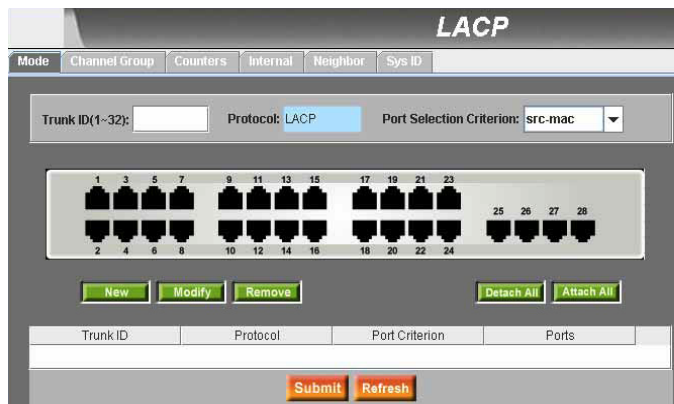 LACP
Mode Channel Group Counters Internal Neighbor Sys ID
Trunk ID(1~32): Protocol: LACP Port Selection Criterion: src-mac
1 3 5 7 9 11 13 15 17 19 21 23
25 26 27 28
2 4 6 8 10 12 14 16 18 20 22 24
New Modify Remove Detach All Attach All
Trunk ID Protocol Port Criterion Ports
Submit Refresh